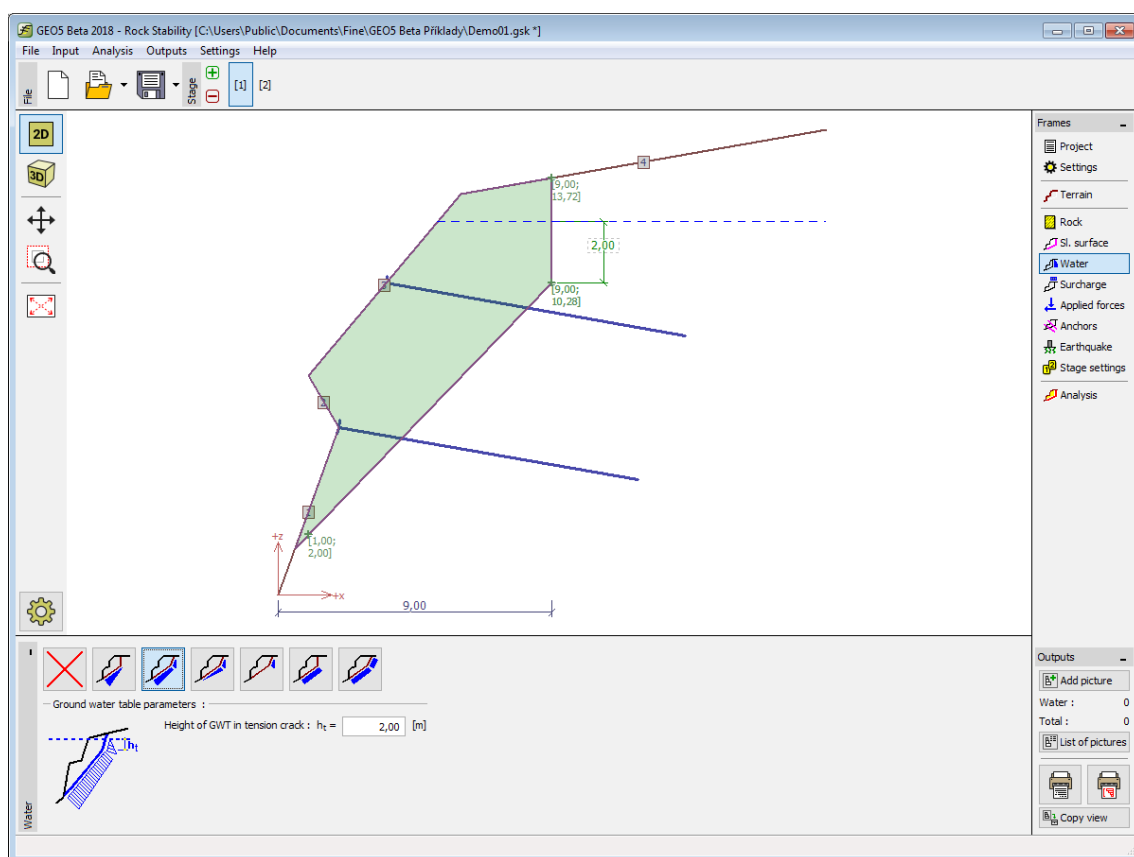 GEO5 Beta 2018 - Rock Stability [C:\Users\Public\Documents\Fine\GEO5 Beta Příklady\Demo01.gsk *]
File Input Analysis Outputs Settings Help
File
Stage
[1] [2]
2D
3D
4
[9,00;
13,72]
2,00
3
[9,00;
10,28]
2
[1,00;
2,00]
+z
+x
9,00
Frames
Project
Settings
Terrain
Rock
Sl. surface
Water
Surcharge
Applied forces
Anchors
Earthquake
Stage settings
Analysis
Water
Ground water table parameters :
Height of GWT in tension crack : ht = 2,00 [m]
ht
Outputs
Add picture
Water : 0
Total : 0
List of pictures
Copy view